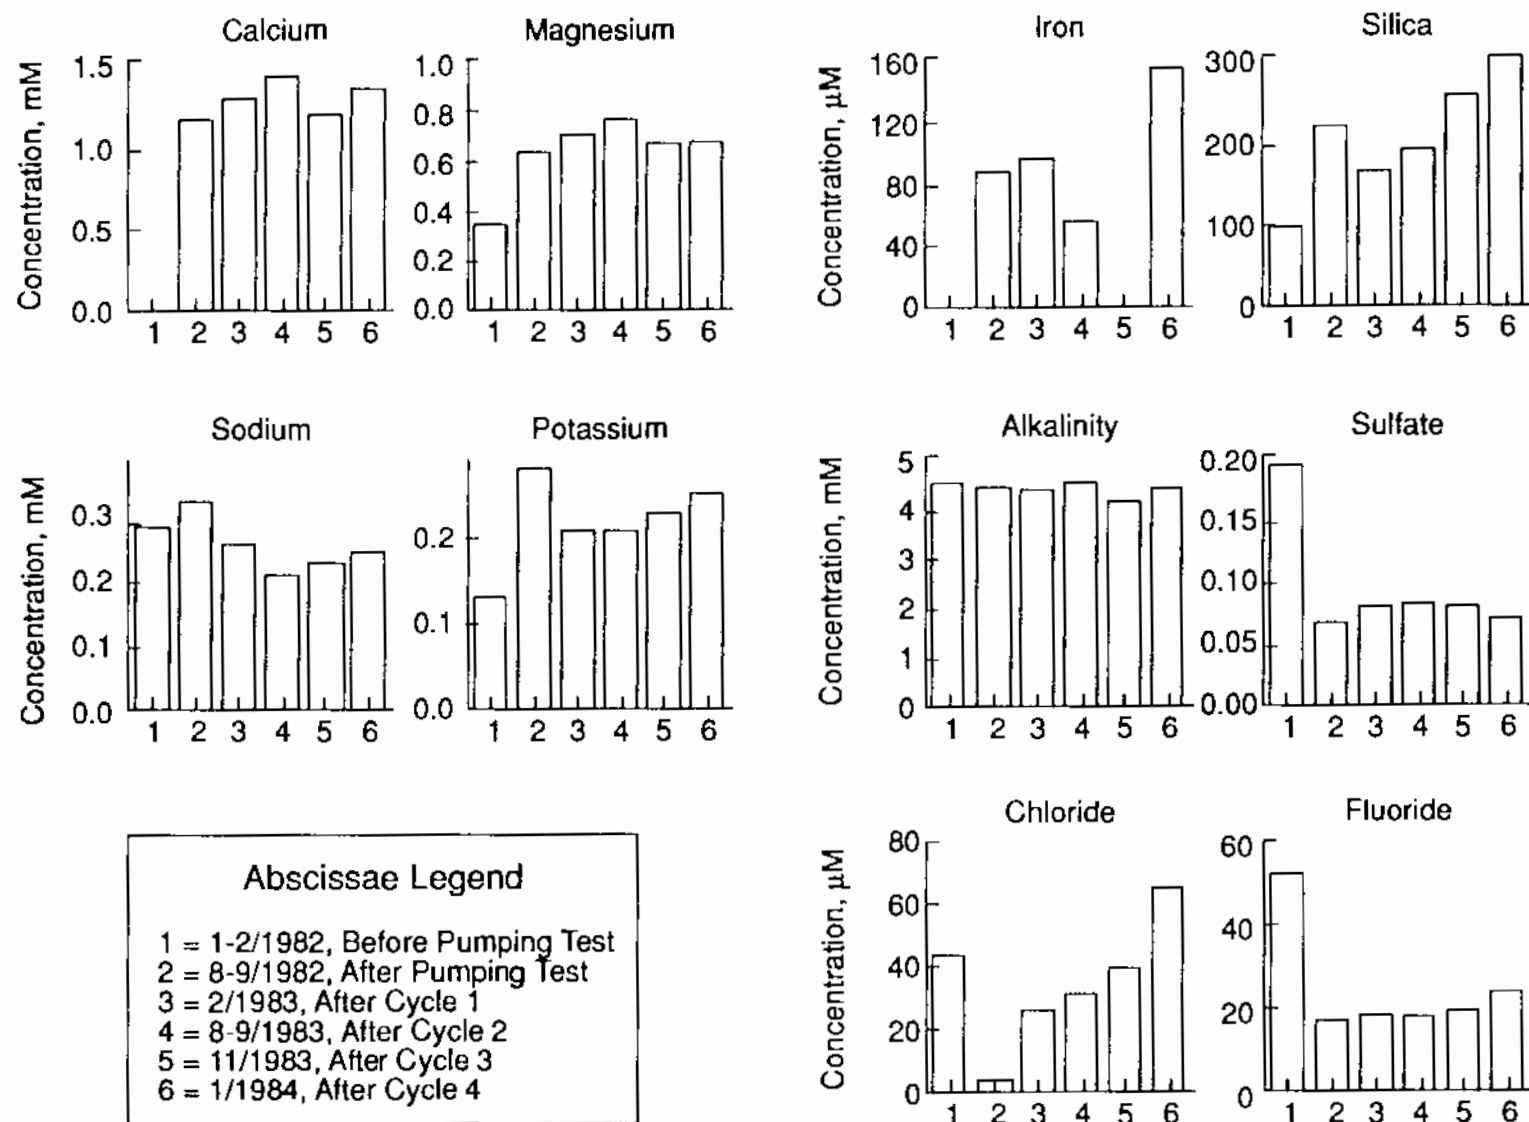 Calcium
Magnesium
Iron
Silica
Concentration, mM
1.5
1.0
0.5
0.0
1 2 3 4 5 6
1.0
0.8
0.6
0.4
0.2
0.0
1 2 3 4 5 6
Concentration, µM
160
120
80
40
0
1 2 3 4 5 6
300
200
100
0
1 2 3 4 5 6
Sodium
Potassium
Alkalinity
Sulfate
Concentration, mM
0.3
0.2
0.1
0.0
1 2 3 4 5 6
0.2
0.1
0.0
1 2 3 4 5 6
Concentration, mM
5
4
3
2
1
0
1 2 3 4 5 6
0.20
0.15
0.10
0.05
0.00
1 2 3 4 5 6
Chloride
Fluoride
Concentration, µM
80
60
40
20
0
1 2 3 4 5 6
60
40
20
0
1 2 3 4 5 6
Abscissae Legend
1 = 1-2/1982, Before Pumping Test
2 = 8-9/1982, After Pumping Test
3 = 2/1983, After Cycle 1
4 = 8-9/1983, After Cycle 2
5 = 11/1983, After Cycle 3
6 = 1/1984, After Cycle 4